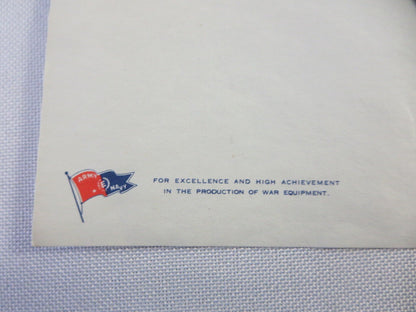 ARMY E NAVY
FOR EXCELLENCE AND HIGH ACHIEVEMENT
IN THE PRODUCTION OF WAR EQUIPMENT.